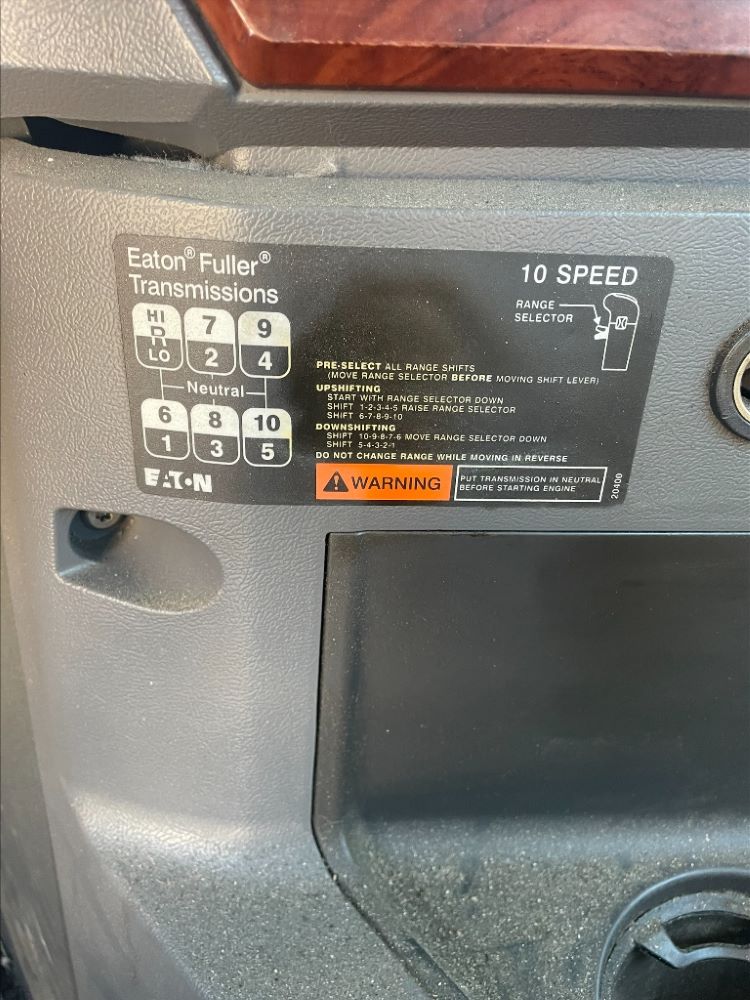 Eaton® Fuller®
Transmissions
10 SPEED
RANGE
SELECTOR
HI
R
LO
7
2
9
4
Neutral
6
1
8
3
10
5
EATON
PRE-SELECT ALL RANGE SHIFTS
(MOVE RANGE SELECTOR BEFORE MOVING SHIFT LEVER)
UPSHIFTING
START WITH RANGE SELECTOR DOWN
SHIFT 1-2-3-4-5 RAISE RANGE SELECTOR
SHIFT 6-7-8-9-10
DOWNSHIFTING
SHIFT 10-9-8-7-6 MOVE RANGE SELECTOR DOWN
SHIFT 5-4-3-2-1
DO NOT CHANGE RANGE WHILE MOVING IN REVERSE
WARNING
PUT TRANSMISSION IN NEUTRAL
BEFORE STARTING ENGINE
20400